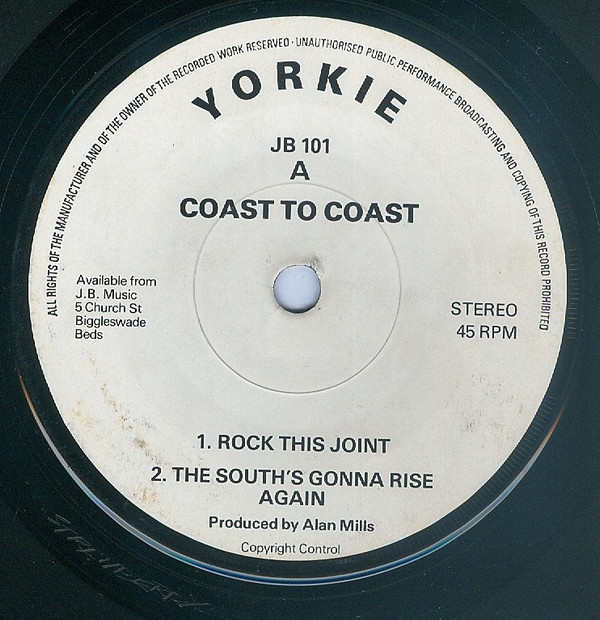 ALL RIGHTS OF THE MANUFACTURER AND OF THE OWNER OF THE RECORDED WORK RESERVED · UNAUTHORISED PUBLIC PERFORMANCE BROADCASTING AND COPYING OF THIS RECORD PROHIBITED
YORKIE
JB 101
A
COAST TO COAST
Available from
J.B. Music
5 Church St
Biggleswade
Beds
STEREO
45 RPM
1. ROCK THIS JOINT
2. THE SOUTH'S GONNA RISE
AGAIN
Produced by Alan Mills
Copyright Control